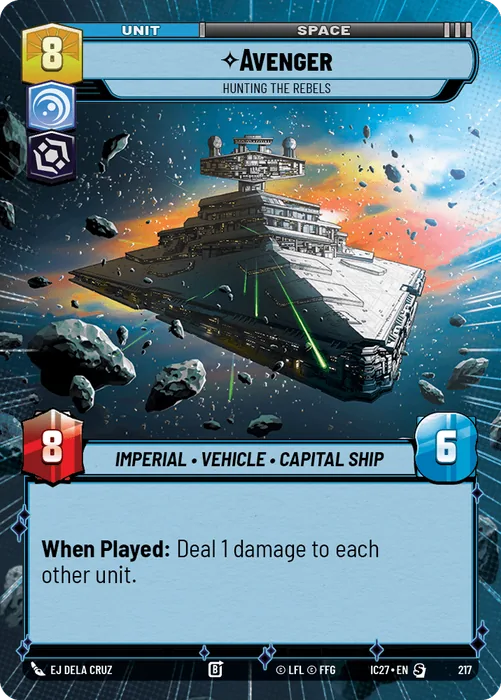 UNIT
SPACE
8
✧AVENGER
HUNTING THE REBELS
8
IMPERIAL • VEHICLE • CAPITAL SHIP
6
When Played: Deal 1 damage to each
other unit.
EJ DELA CRUZ
B
© LFL © FFG
IC27 • EN
S
217